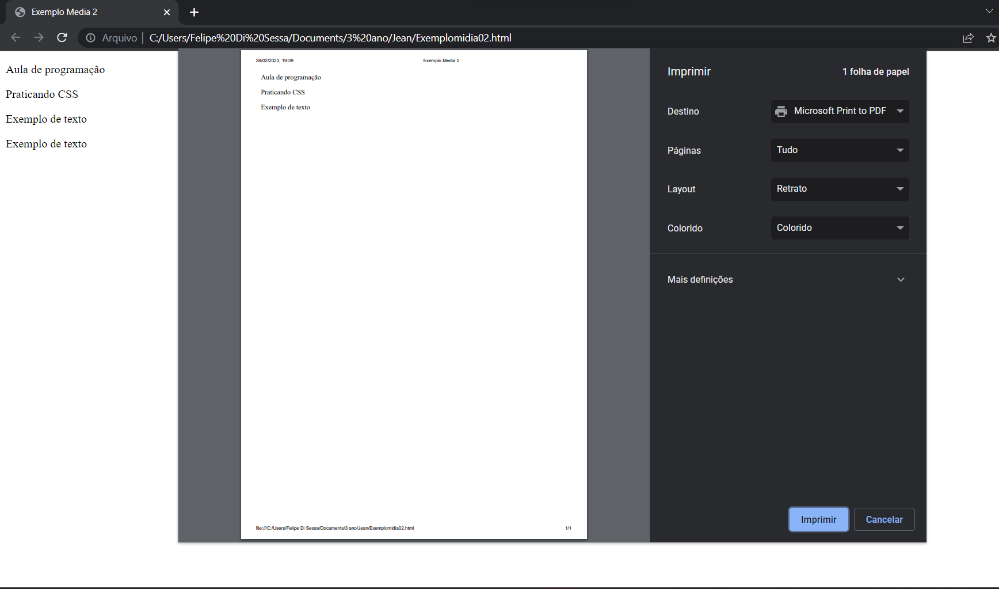 Exemplo Media 2
Arquivo
C:/Users/Felipe%20Di%20Sessa/Documents/3%20ano/Jean/Exemplomidia02.html
Aula de programação
Praticando CSS
Exemplo de texto
Exemplo de texto
28/02/2023, 19:39
Exemplo Media 2
Aula de programação
Praticando CSS
Exemplo de texto
file:///C:/Users/Felipe Di Sessa/Documents/3 ano/Jean/Exemplomidia02.html
1/1
Imprimir
1 folha de papel
Destino
Microsoft Print to PDF
Páginas
Tudo
Layout
Retrato
Colorido
Colorido
Mais definições
Imprimir
Cancelar